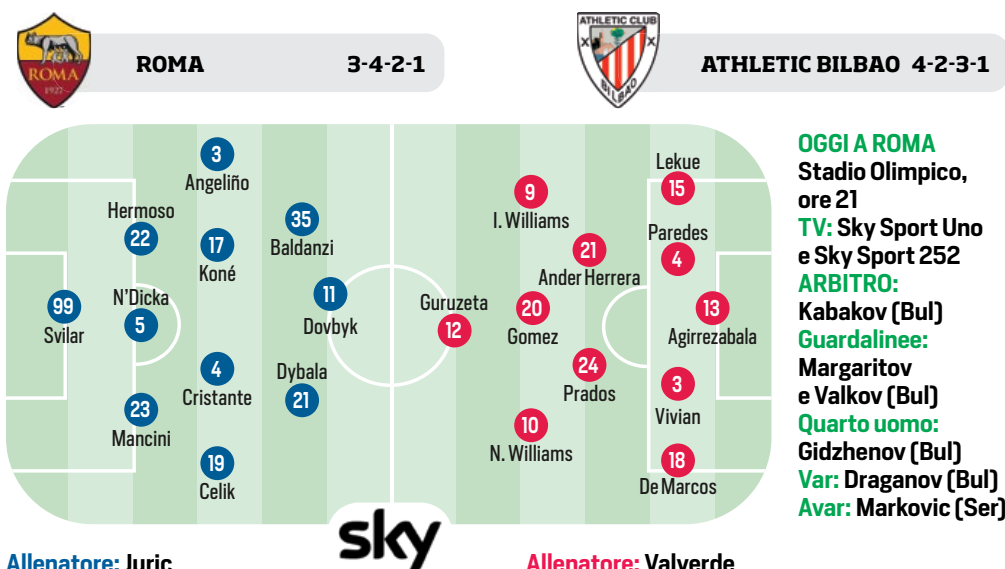 ROMA 3-4-2-1
ATHLETIC BILBAO 4-2-3-1
ROMA
1927
ATHLETIC CLUB
BILBAO
3
Angeliño
Hermoso
22
17
Koné
35
Baldanzi
99
Svilar
N'Dicka
5
11
Dovbyk
4
Cristante
Dybala
21
23
Mancini
19
Celik
Lekue
15
9
I. Williams
Paredes
4
21
Ander Herrera
Guruzeta
12
20
Gomez
13
Agirrezabala
24
Prados
3
Vivian
10
N. Williams
18
De Marcos
sky
Allenatore: Juric
Allenatore: Valverde
OGGI A ROMA
Stadio Olimpico,
ore 21
TV: Sky Sport Uno
e Sky Sport 252
ARBITRO:
Kabakov (Bul)
Guardalinee:
Margaritov
e Valkov (Bul)
Quarto uomo:
Gidzhenov (Bul)
Var: Draganov (Bul)
Avar: Markovic (Ser)